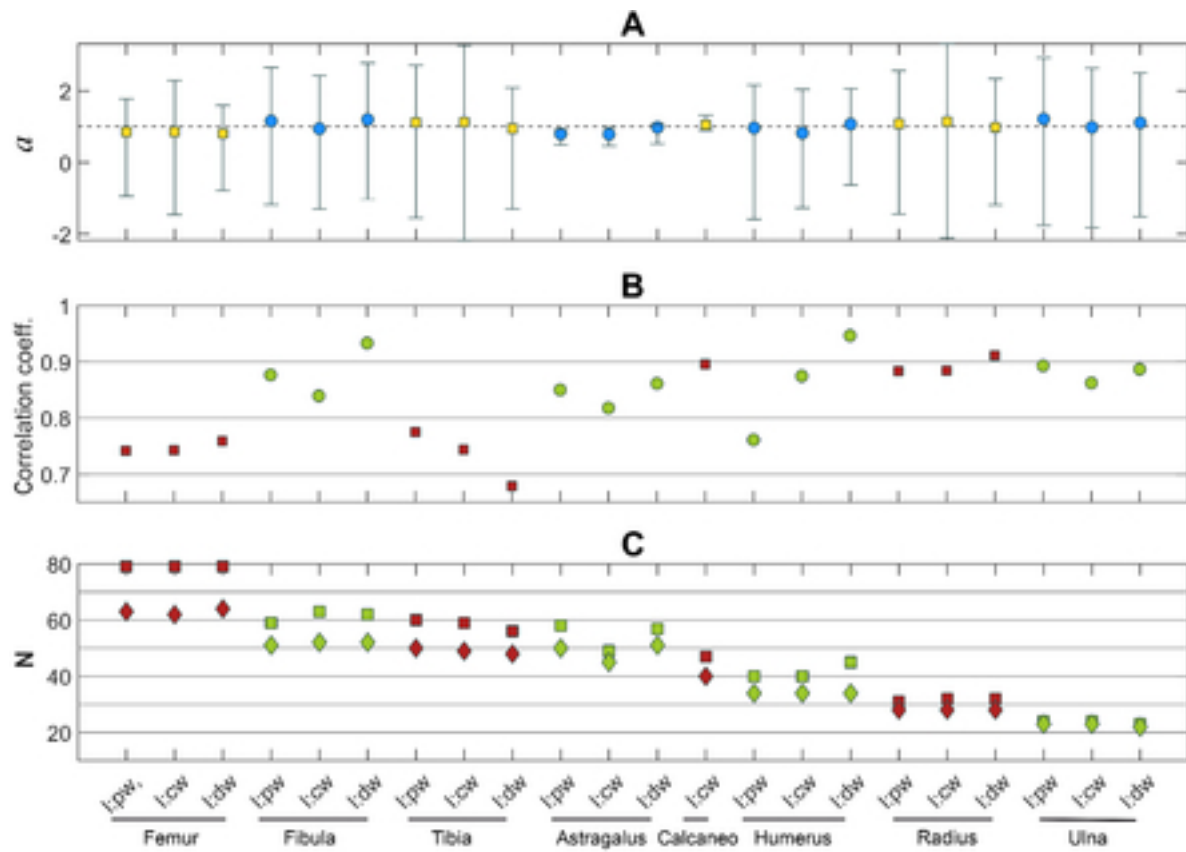 A
2
0
-2
a
B
1
0.9
0.8
0.7
Correlation coeff.
C
80
60
40
20
N
l:pw, l:cw l:dw l:pw l:cw l:dw l:pw l:cw l:dw l:pw l:cw l:dw l:cw l:pw l:cw l:dw l:pw l:cw l:dw l:pw l:cw l:dw
Femur Fibula Tibia Astragalus Calcaneo Humerus Radius Ulna